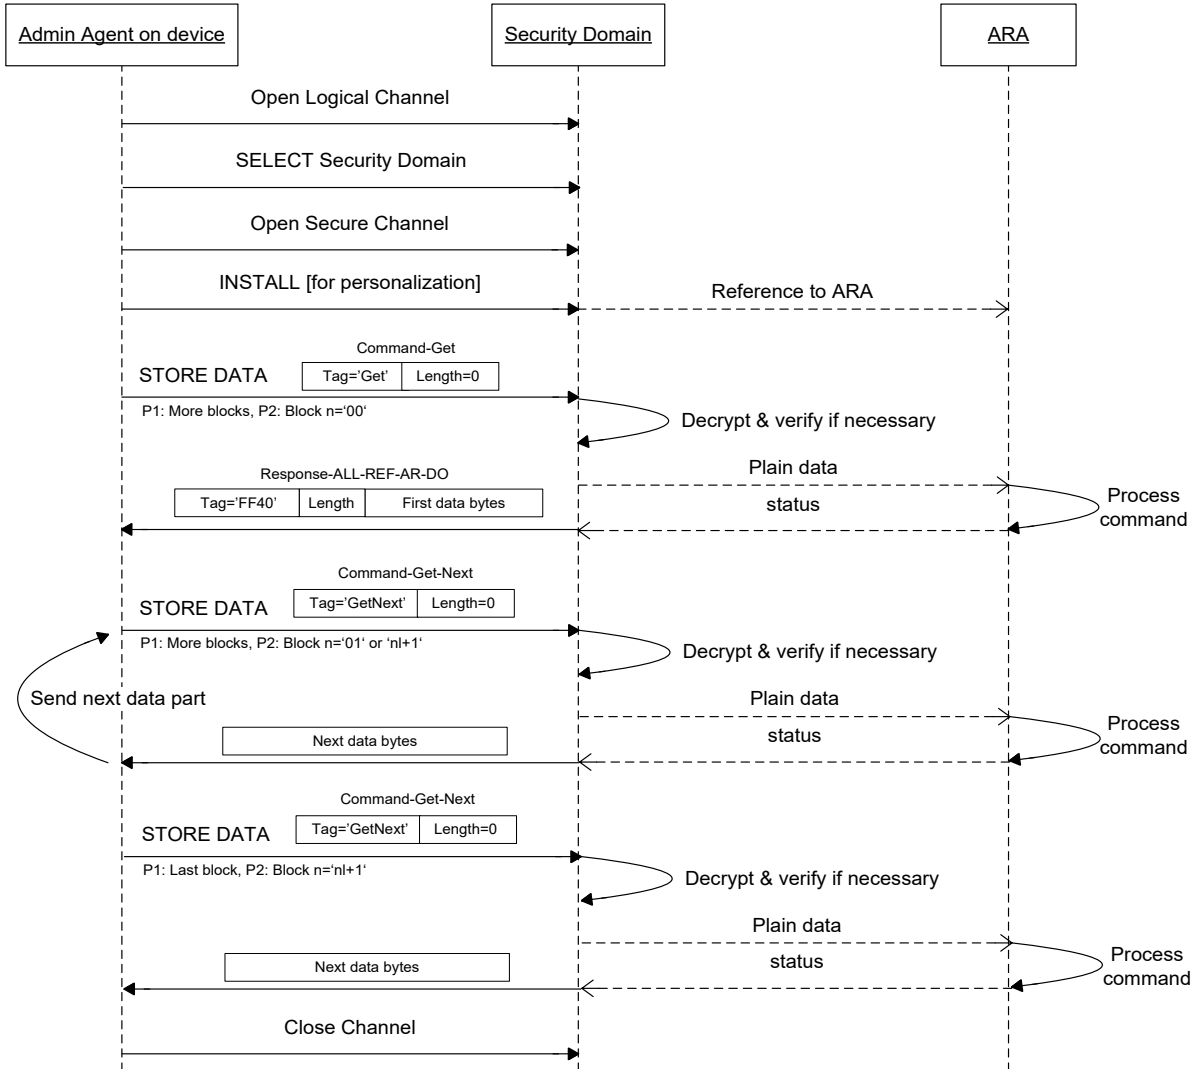 Admin Agent on device
Security Domain
ARA
Open Logical Channel
SELECT Security Domain
Open Secure Channel
INSTALL [for personalization]
Reference to ARA
Command-Get
STORE DATA
Tag=’Get’
Length=0
P1: More blocks, P2: Block n=‘00‘
Decrypt & verify if necessary
Response-ALL-REF-AR-DO
Tag=’FF40’
Length
First data bytes
Plain data
status
Process
command
Command-Get-Next
STORE DATA
Tag=’GetNext’
Length=0
P1: More blocks, P2: Block n=‘01‘ or ‘nl+1‘
Decrypt & verify if necessary
Send next data part
Plain data
status
Process
command
Next data bytes
Command-Get-Next
STORE DATA
Tag=’GetNext’
Length=0
P1: Last block, P2: Block n=‘nl+1‘
Decrypt & verify if necessary
Plain data
status
Process
command
Next data bytes
Close Channel